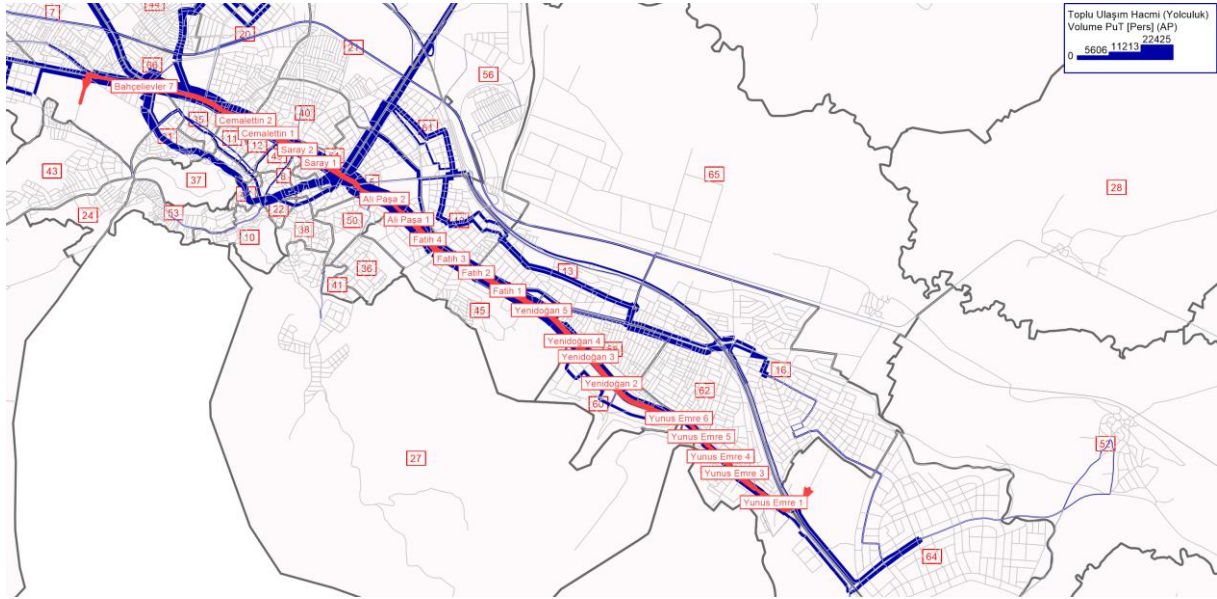 Toplu Ulaşım Hacmi (Yolculuk)
Volume PuT [Pers] (AP)
0 5606 11213 22425
7
44
20
21
66
56
Bahçelievler 7
35
Cemalettin 2
40
61
11
Cemalettin 1
12
Saray 2
Saray 1
65
43
37
8
28
Ali Paşa 2
24
53
22
50
Ali Paşa 1
10
38
Fatih 4
Fatih 3
36
13
41
Fatih 2
Fatih 1
45
Yenidoğan 5
Yenidoğan 4
Yenidoğan 3
16
Yenidoğan 2
62
60
Yunus Emre 6
Yunus Emre 5
27
Yunus Emre 4
Yunus Emre 3
Yunus Emre 1
64